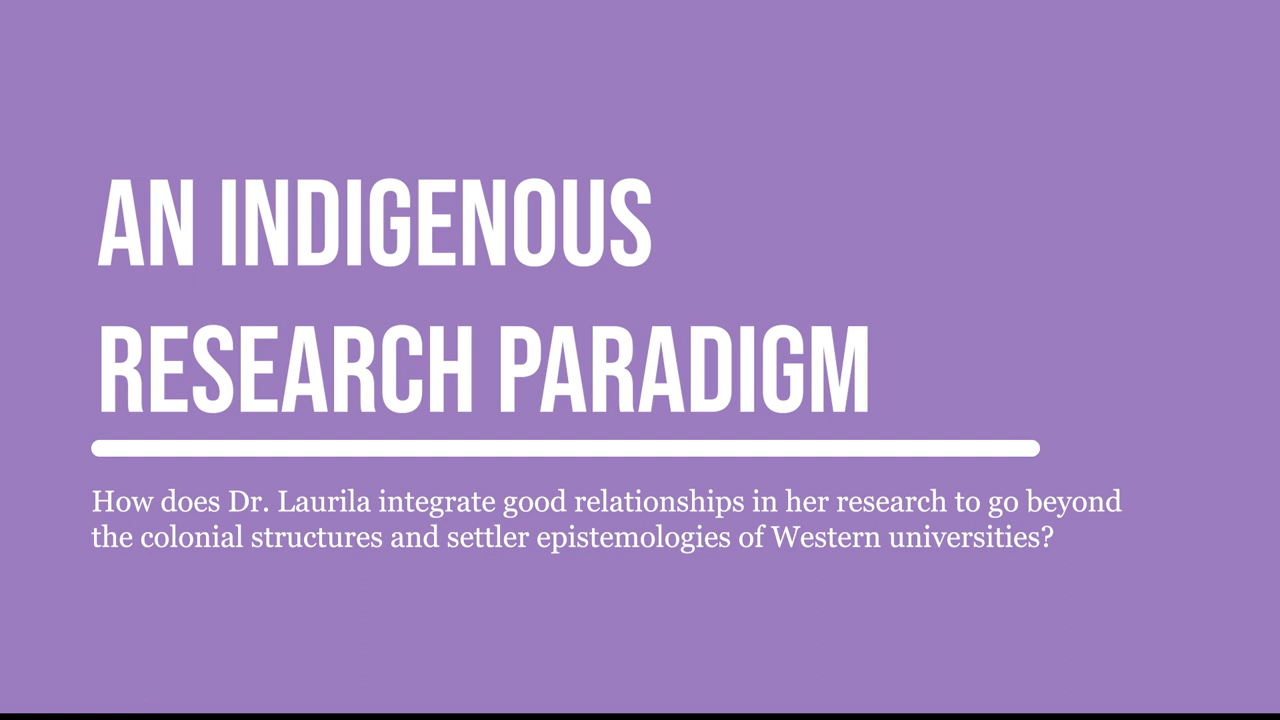 AN INDIGENOUS
RESEARCH PARADIGM
How does Dr. Laurila integrate good relationships in her research to go beyond
the colonial structures and settler epistemologies of Western universities?